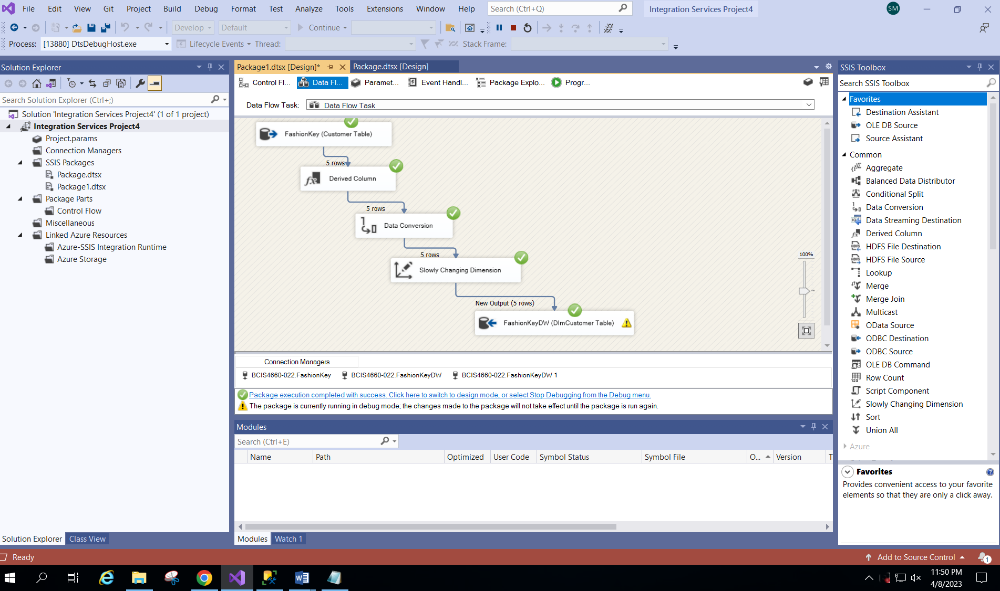 File Edit View Git Project Build Debug Format Test Analyze Tools Extensions Window Help Search (Ctrl+Q) Integration Services Project4 SM
Develop Default Continue
Process: [13880] DtsDebugHost.exe Lifecycle Events Thread: Stack Frame:
Solution Explorer
Search Solution Explorer (Ctrl+;)
Solution 'Integration Services Project4' (1 of 1 project)
Integration Services Project4
Project.params
Connection Managers
SSIS Packages
Package.dtsx
Package1.dtsx
Package Parts
Control Flow
Miscellaneous
Linked Azure Resources
Azure-SSIS Integration Runtime
Azure Storage
Solution Explorer Class View
Package1.dtsx [Design]* Package.dtsx [Design]
Control Fl... Data Fl... Paramet... Event Handl... Package Explo... Progr...
Data Flow Task: Data Flow Task
FashionKey (Customer Table)
5 rows
Derived Column
5 rows
Data Conversion
5 rows
Slowly Changing Dimension
New Output (5 rows)
FashionKeyDW (DImCustomer Table)
100%
Connection Managers
BCIS4660-022.FashionKey BCIS4660-022.FashionKeyDW BCIS4660-022.FashionKeyDW 1
Package execution completed with success. Click here to switch to design mode, or select Stop Debugging from the Debug menu.
The package is currently running in debug mode; the changes made to the package will not take effect until the package is run again.
Modules
Search (Ctrl+E)
Name Path Optimized User Code Symbol Status Symbol File O... Version T
Modules Watch 1
SSIS Toolbox
Search SSIS Toolbox
Favorites
Destination Assistant
OLE DB Source
Source Assistant
Common
Aggregate
Balanced Data Distributor
Conditional Split
Data Conversion
Data Streaming Destination
Derived Column
HDFS File Destination
HDFS File Source
Lookup
Merge
Merge Join
Multicast
OData Source
ODBC Destination
ODBC Source
OLE DB Command
Row Count
Script Component
Slowly Changing Dimension
Sort
Union All
Azure
Favorites
Provides convenient access to your favorite
elements so that they are only a click away.
Ready Add to Source Control 1
11:50 PM
4/8/2023